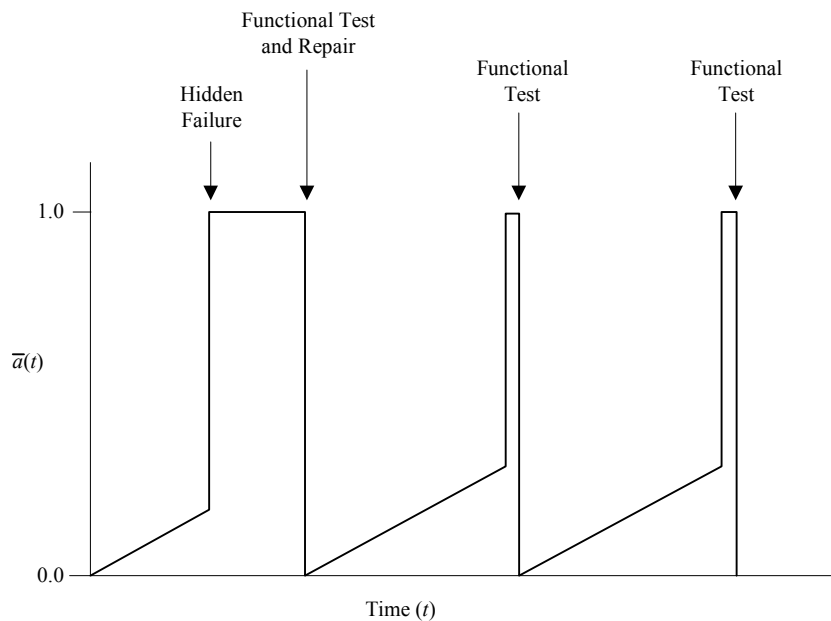 Functional Test
and Repair
Hidden
Failure
Functional
Test
Functional
Test
1.0
a̅(t)
0.0
Time (t)